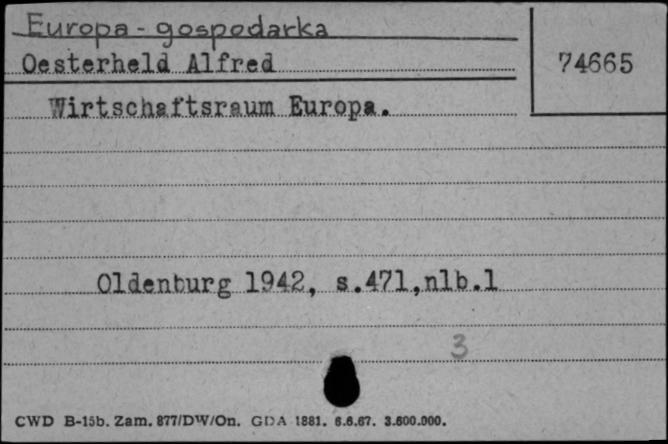 Europa - gospodarka
Oesterheld Alfred
74665
Wirtschaftsraum Europa.
Oldenburg 1942, s.471,nlb.1
3
CWD B-15b. Zam. 877/DW/On. GDA 1881. 6.6.67. 3.600.000.